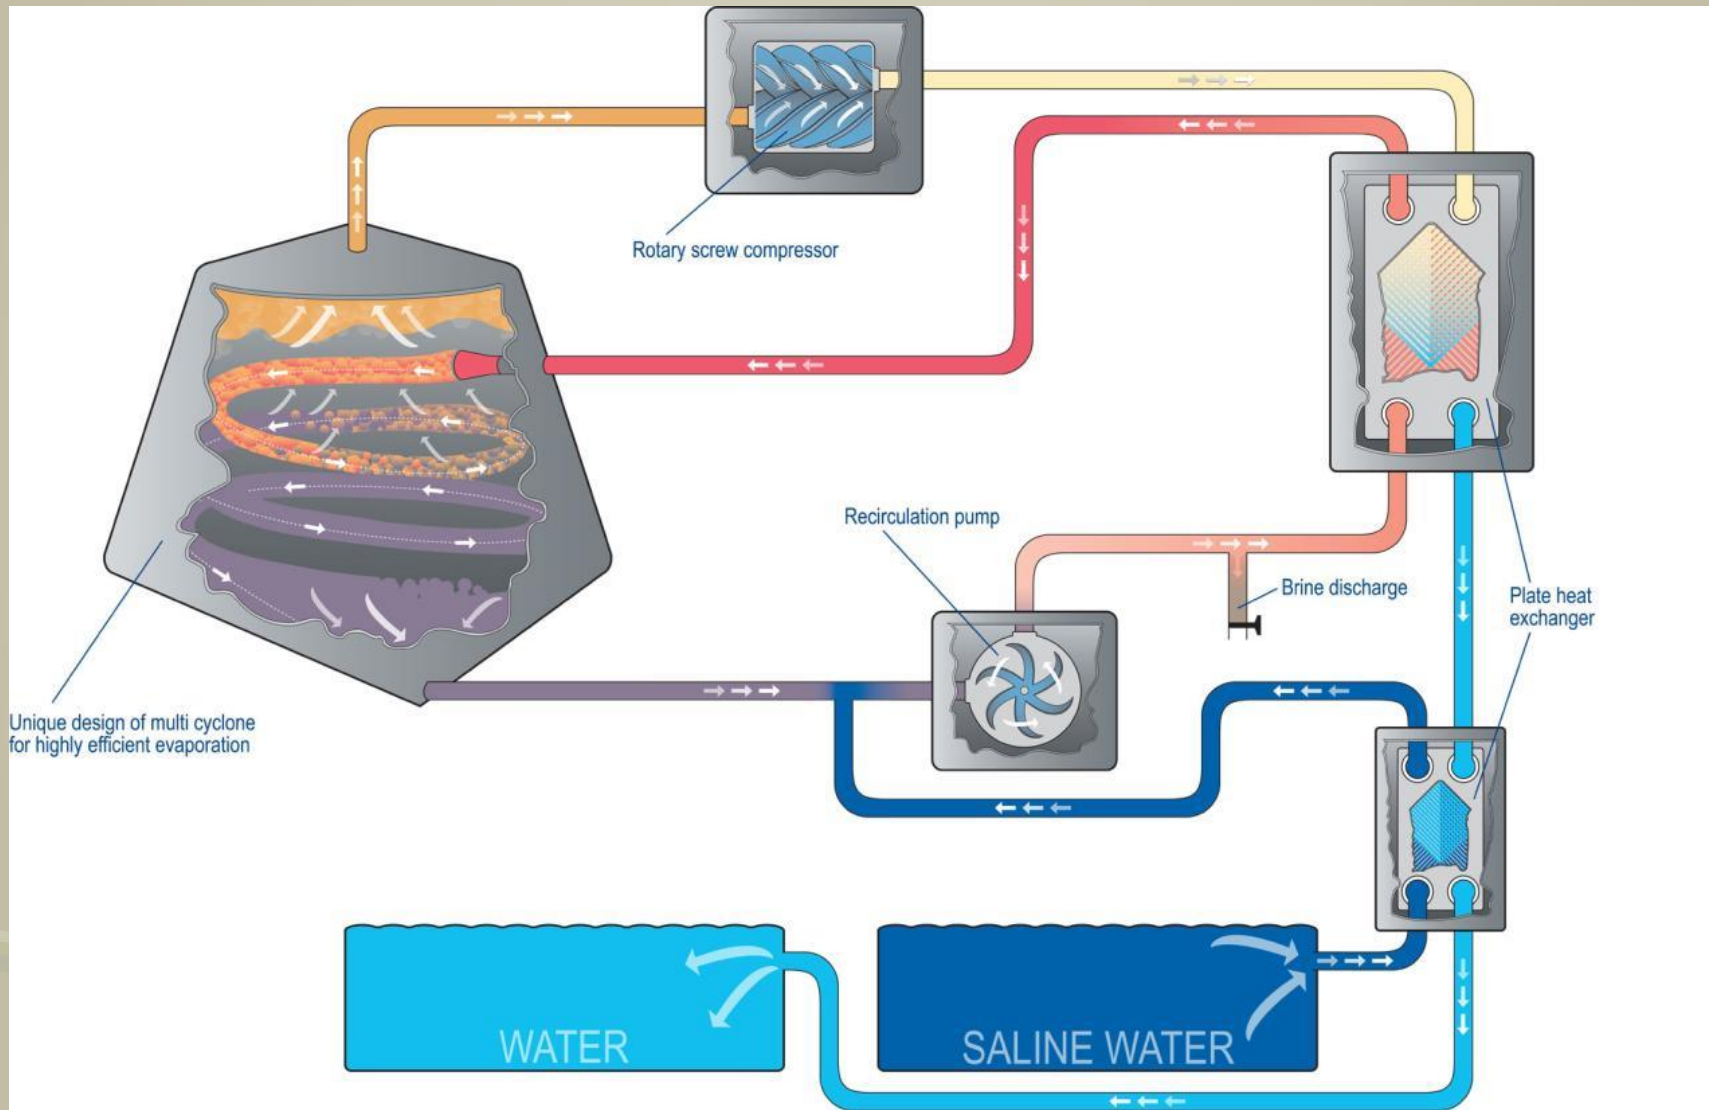 Rotary screw compressor
Recirculation pump
Brine discharge
Plate heat
exchanger
Unique design of multi cyclone
for highly efficient evaporation
WATER
SALINE WATER